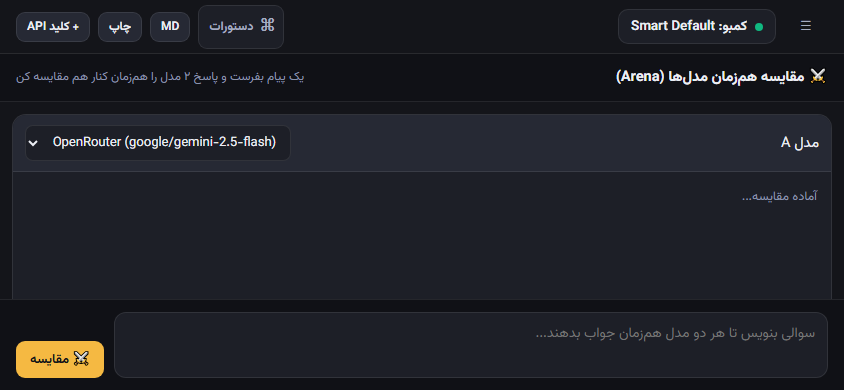 ☰
کمبو: Smart Default
⌘ دستورات
MD
چاپ
+ کلید API
⚔️ مقایسه هم‌زمان مدل‌ها (Arena)
یک پیام بفرست و پاسخ ۲ مدل را هم‌زمان کنار هم مقایسه کن
مدل A
OpenRouter (google/gemini-2.5-flash)
آماده مقایسه...
سوالی بنویس تا هر دو مدل هم‌زمان جواب بدهند...
⚔️ مقایسه